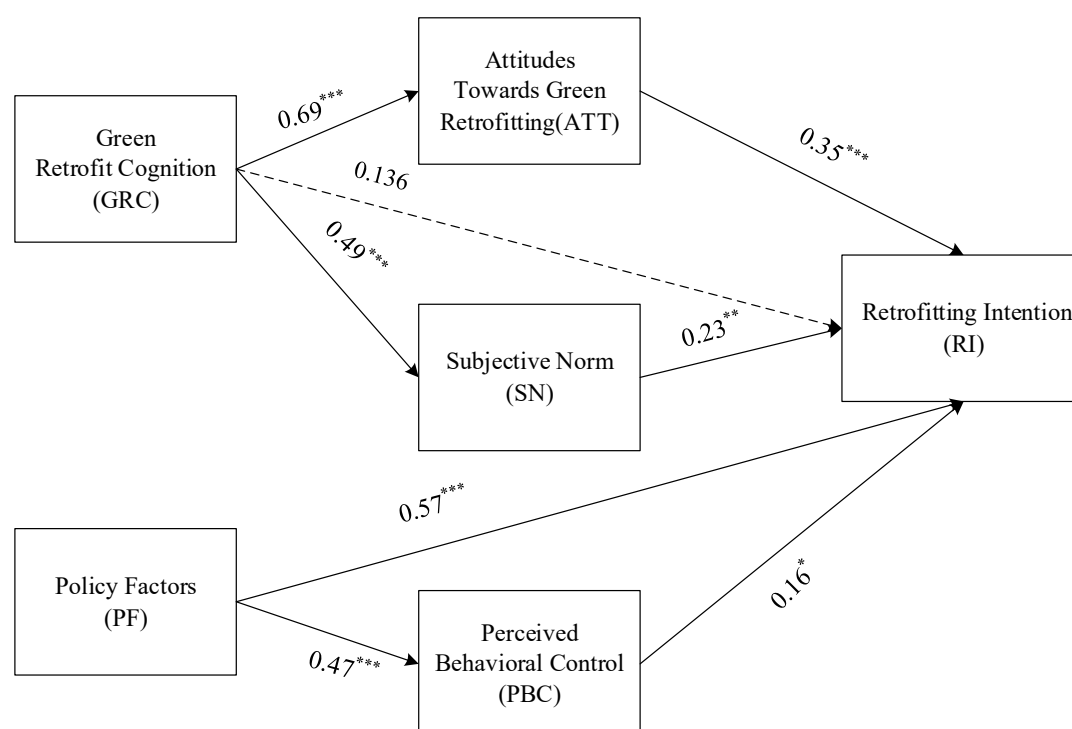 Attitudes
Towards Green
Retrofitting(ATT)
Green
Retrofit Cognition
(GRC)
0.69***
0.35***
0.136
0.49***
Retrofitting Intention
(RI)
Subjective Norm
(SN)
0.23**
0.57***
Policy Factors
(PF)
0.16*
Perceived
Behavioral Control
(PBC)
0.47***